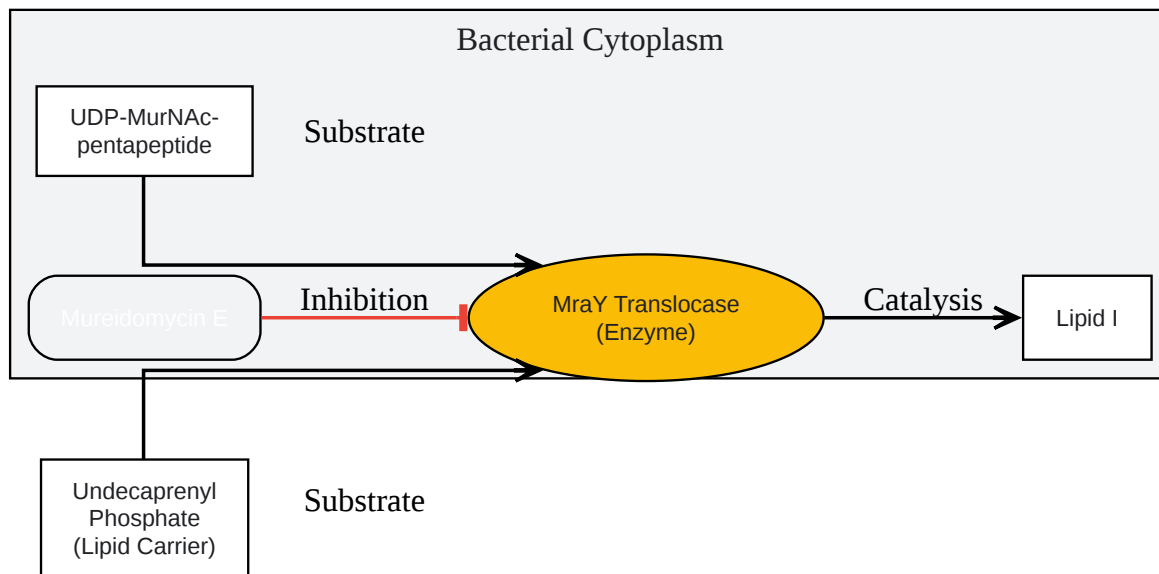 Bacterial Cytoplasm
UDP-MurNAc-
pentapeptide
Substrate
Mureidomycin E
Inhibition
MraY Translocase
(Enzyme)
Catalysis
Lipid I
Undecaprenyl
Phosphate
(Lipid Carrier)
Substrate